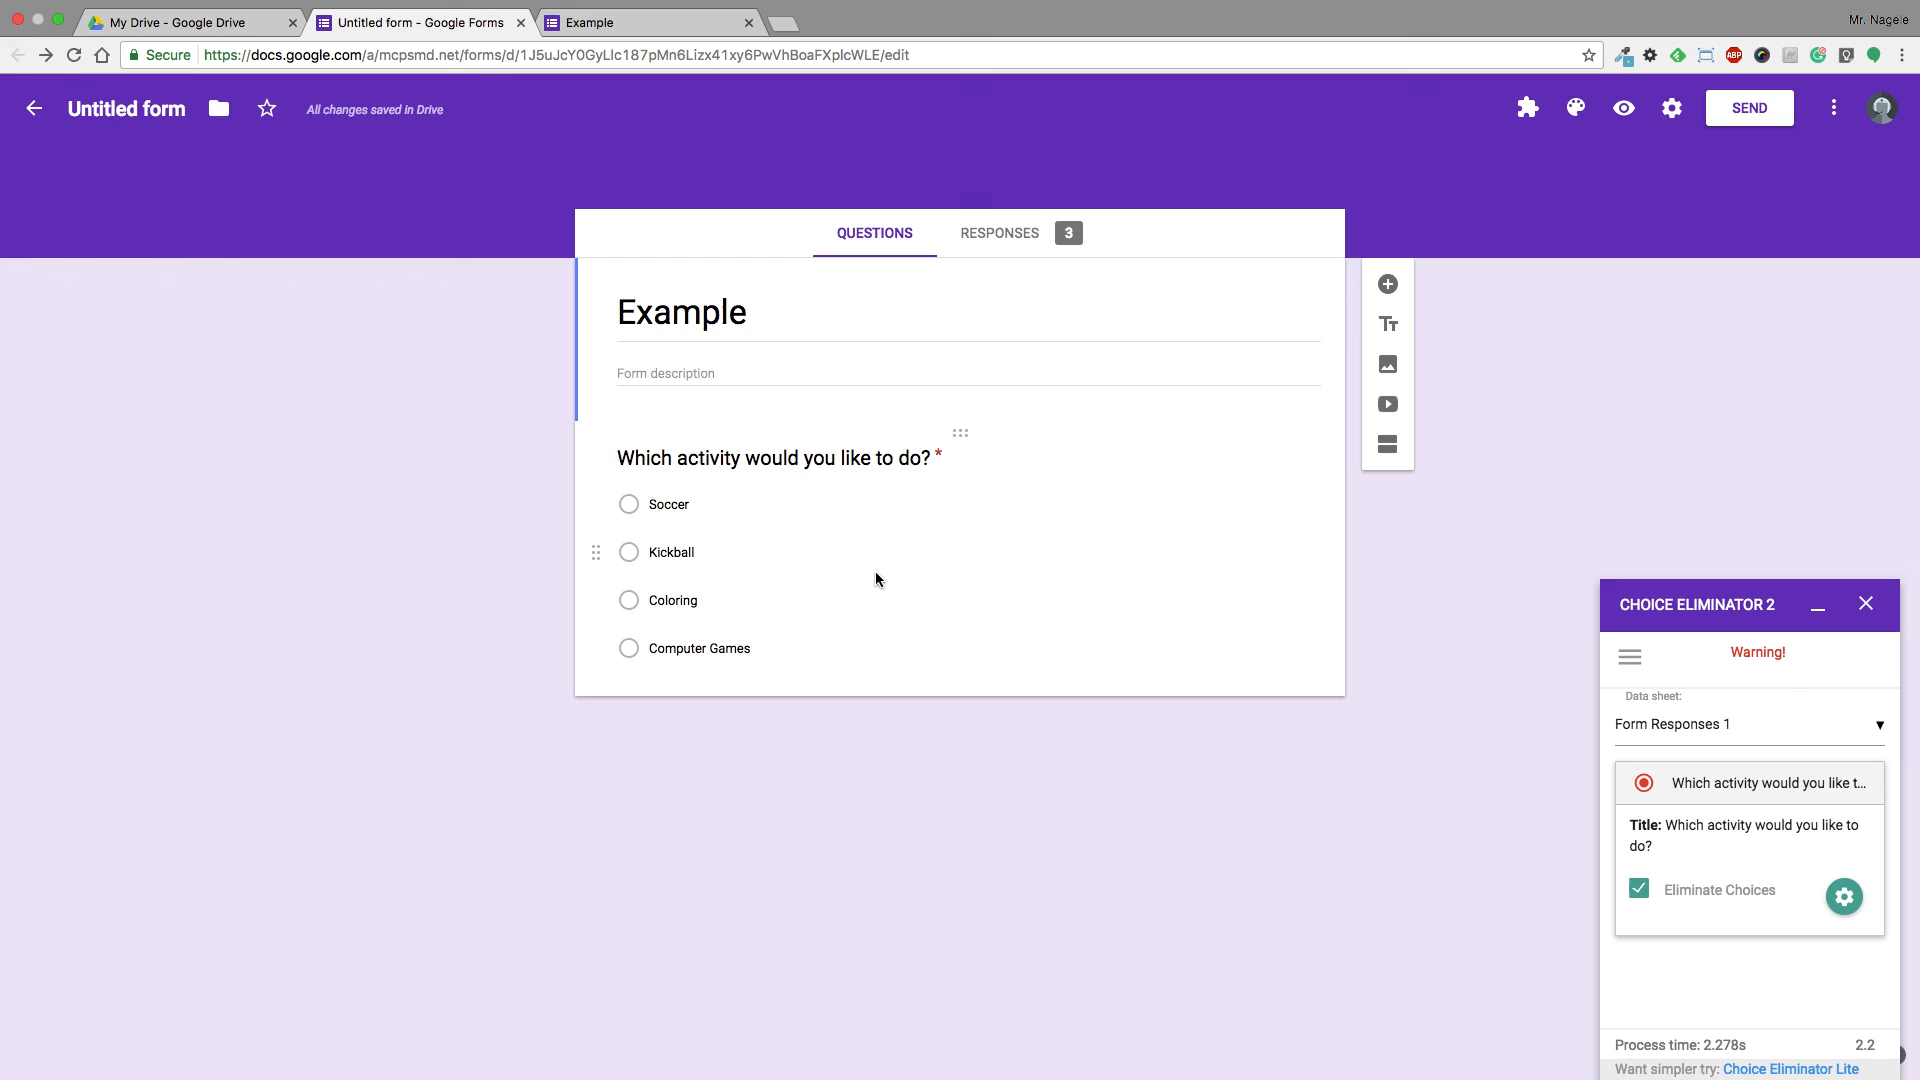 My Drive - Google Drive
Untitled form - Google Forms
Example
Mr. Nagele
Secure
https://docs.google.com/a/mcpsmd.net/forms/d/1J5uJcY0GyLlc187pMn6Lizx41xy6PwVhBoaFXplcWLE/edit
ABP
Untitled form
All changes saved in Drive
SEND
QUESTIONS
RESPONSES 3
Example
Form description
Which activity would you like to do? *
Soccer
Kickball
Coloring
Computer Games
CHOICE ELIMINATOR 2
Warning!
Data sheet:
Form Responses 1
Which activity would you like t...
Title: Which activity would you like to
do?
Eliminate Choices
Process time: 2.278s 2.2
Want simpler try: Choice Eliminator Lite